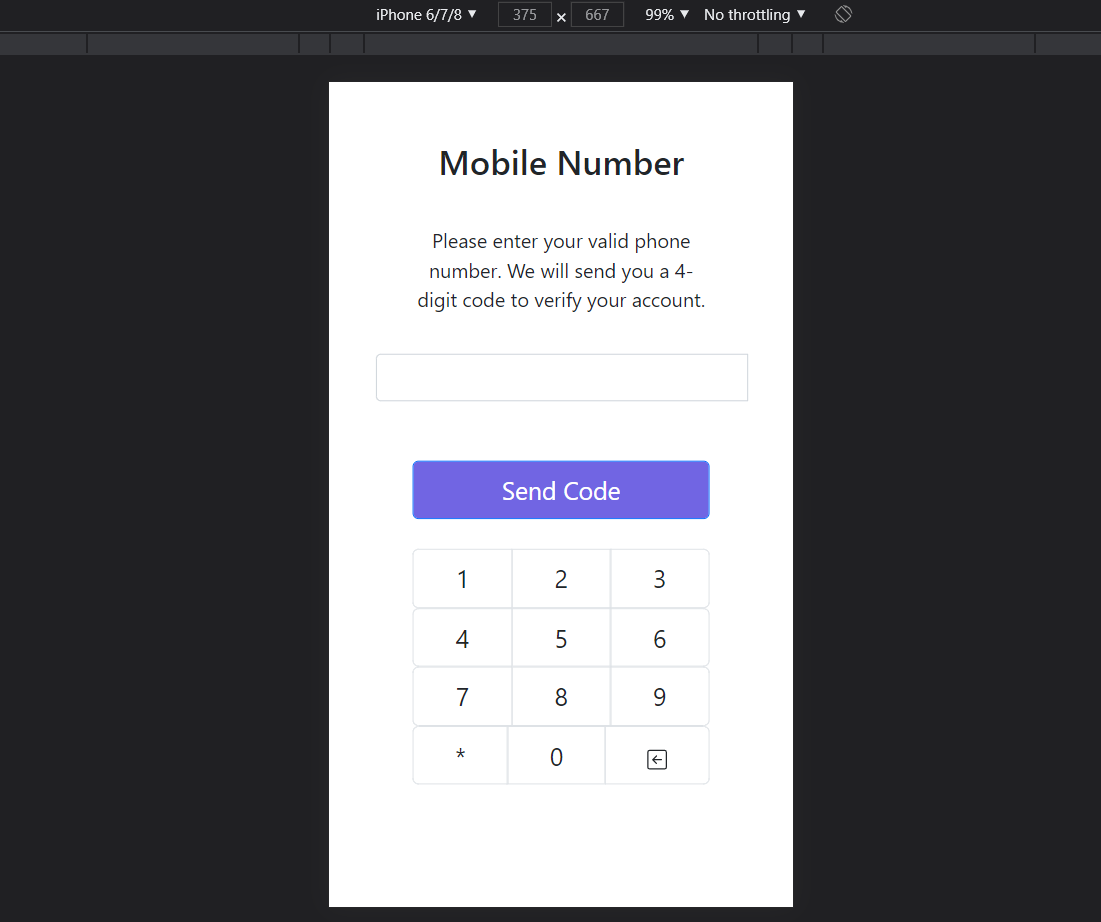 iPhone 6/7/8 ▼ 375 × 667 99% ▼ No throttling ▼
Mobile Number
Please enter your valid phone
number. We will send you a 4-
digit code to verify your account.
Send Code
1 2 3
4 5 6
7 8 9
* 0